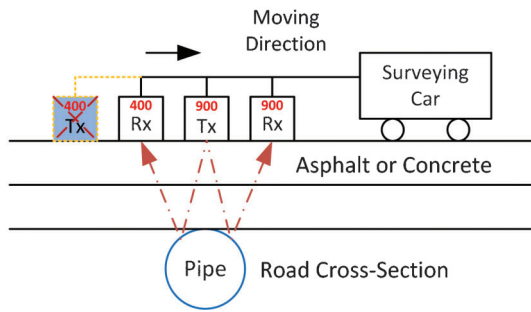 Moving
Direction
Surveying
Car
400
Tx
400
Rx
900
Tx
900
Rx
Asphalt or Concrete
Pipe
Road Cross-Section